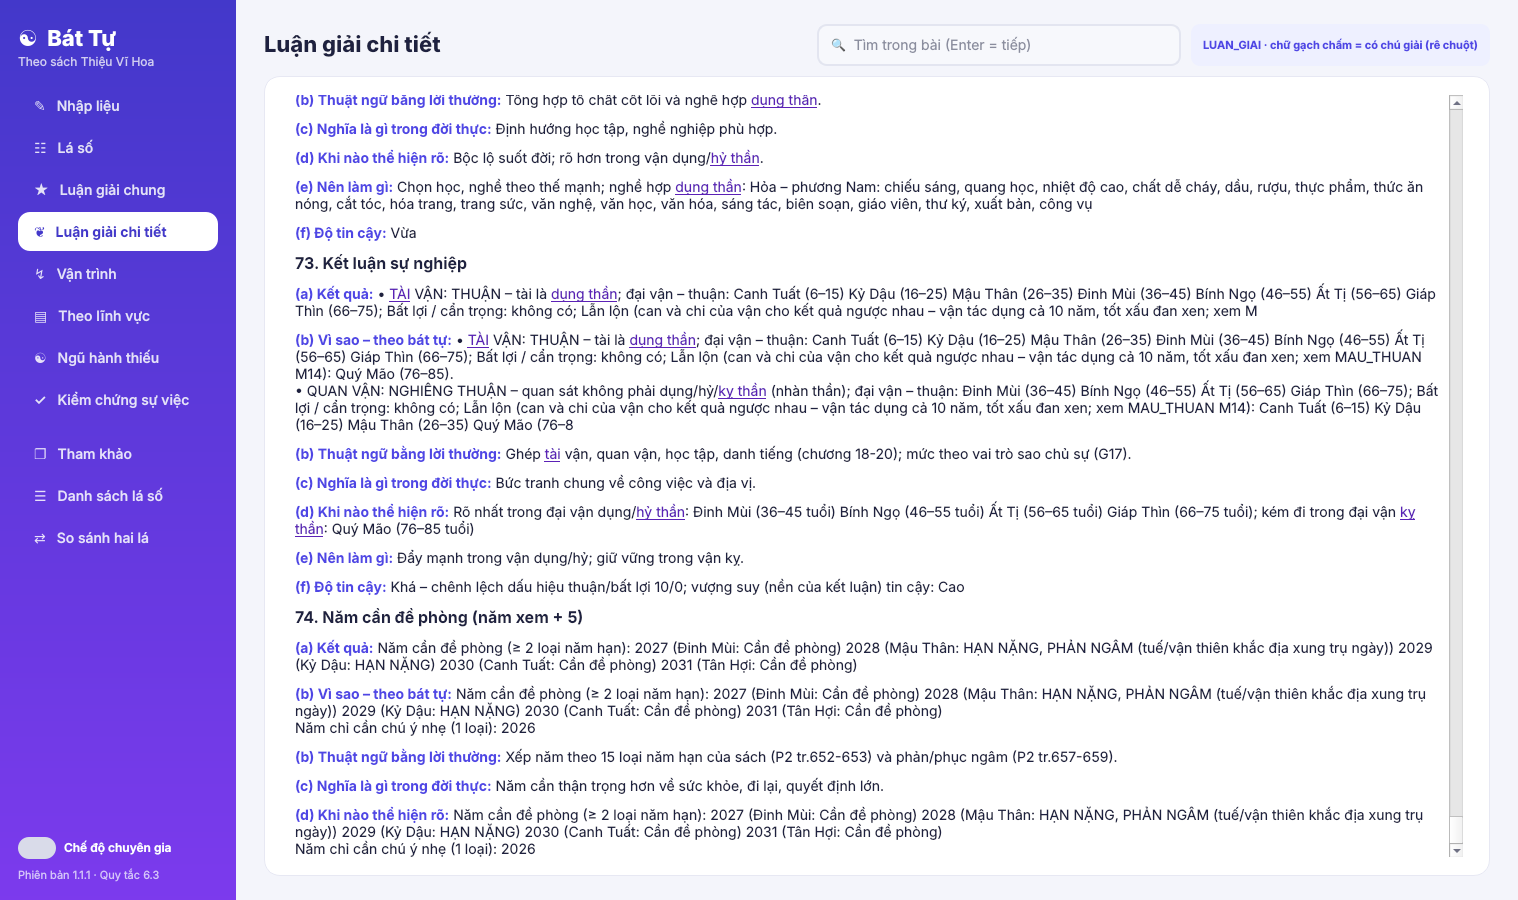 ☯ Bát Tự
Theo sách Thiệu Vĩ Hoa
✎ Nhập liệu
☷ Lá số
★ Luận giải chung
❦ Luận giải chi tiết
↯ Vận trình
▤ Theo lĩnh vực
☯ Ngũ hành thiếu
✓ Kiểm chứng sự việc
❐ Tham khảo
☰ Danh sách lá số
⇄ So sánh hai lá
Chế độ chuyên gia
Phiên bản 1.1.1 · Quy tắc 6.3
Luận giải chi tiết
Tìm trong bài (Enter = tiếp)
LUAN_GIAI · chữ gạch chấm = có chú giải (rê chuột)
(b) Thuật ngữ bằng lời thường: Tổng hợp tố chất cốt lõi và nghề hợp dụng thần.
(c) Nghĩa là gì trong đời thực: Định hướng học tập, nghề nghiệp phù hợp.
(d) Khi nào thể hiện rõ: Bộc lộ suốt đời; rõ hơn trong vận dụng/hỷ thần.
(e) Nên làm gì: Chọn học, nghề theo thế mạnh; nghề hợp dụng thần: Hỏa – phương Nam: chiếu sáng, quang học, nhiệt độ cao, chất dễ cháy, dầu, rượu, thực phẩm, thức ăn
nóng, cắt tóc, hóa trang, trang sức, văn nghệ, văn học, văn hóa, sáng tác, biên soạn, giáo viên, thư ký, xuất bản, công vụ
(f) Độ tin cậy: Vừa
73. Kết luận sự nghiệp
(a) Kết quả: • TÀI VẬN: THUẬN – tài là dụng thần; đại vận – thuận: Canh Tuất (6–15) Kỷ Dậu (16–25) Mậu Thân (26–35) Đinh Mùi (36–45) Bính Ngọ (46–55) Ất Tị (56–65) Giáp
Thìn (66–75); Bất lợi / cẩn trọng: không có; Lẫn lộn (can và chi của vận cho kết quả ngược nhau – vận tác dụng cả 10 năm, tốt xấu đan xen; xem M
(b) Vì sao – theo bát tự: • TÀI VẬN: THUẬN – tài là dụng thần; đại vận – thuận: Canh Tuất (6–15) Kỷ Dậu (16–25) Mậu Thân (26–35) Đinh Mùi (36–45) Bính Ngọ (46–55) Ất Tị
(56–65) Giáp Thìn (66–75); Bất lợi / cẩn trọng: không có; Lẫn lộn (can và chi của vận cho kết quả ngược nhau – vận tác dụng cả 10 năm, tốt xấu đan xen; xem MAU_THUAN
M14): Quý Mão (76–85).
• QUAN VẬN: NGHIÊNG THUẬN – quan sát không phải dụng/hỷ/kỵ thần (nhàn thần); đại vận – thuận: Đinh Mùi (36–45) Bính Ngọ (46–55) Ất Tị (56–65) Giáp Thìn (66–75); Bất
lợi / cẩn trọng: không có; Lẫn lộn (can và chi của vận cho kết quả ngược nhau – vận tác dụng cả 10 năm, tốt xấu đan xen; xem MAU_THUAN M14): Canh Tuất (6–15) Kỷ Dậu
(16–25) Mậu Thân (26–35) Quý Mão (76–8
(b) Thuật ngữ bằng lời thường: Ghép tài vận, quan vận, học tập, danh tiếng (chương 18-20); mức theo vai trò sao chủ sự (G17).
(c) Nghĩa là gì trong đời thực: Bức tranh chung về công việc và địa vị.
(d) Khi nào thể hiện rõ: Rõ nhất trong đại vận dụng/hỷ thần: Đinh Mùi (36–45 tuổi) Bính Ngọ (46–55 tuổi) Ất Tị (56–65 tuổi) Giáp Thìn (66–75 tuổi); kém đi trong đại vận kỵ
thần: Quý Mão (76–85 tuổi)
(e) Nên làm gì: Đẩy mạnh trong vận dụng/hỷ; giữ vững trong vận kỵ.
(f) Độ tin cậy: Khá – chênh lệch dấu hiệu thuận/bất lợi 10/0; vượng suy (nền của kết luận) tin cậy: Cao
74. Năm cần đề phòng (năm xem + 5)
(a) Kết quả: Năm cần đề phòng (≥ 2 loại năm hạn): 2027 (Đinh Mùi: Cần đề phòng) 2028 (Mậu Thân: HẠN NẶNG, PHẢN NGÂM (tuế/vận thiên khắc địa xung trụ ngày)) 2029
(Kỷ Dậu: HẠN NẶNG) 2030 (Canh Tuất: Cần đề phòng) 2031 (Tân Hợi: Cần đề phòng)
(b) Vì sao – theo bát tự: Năm cần đề phòng (≥ 2 loại năm hạn): 2027 (Đinh Mùi: Cần đề phòng) 2028 (Mậu Thân: HẠN NẶNG, PHẢN NGÂM (tuế/vận thiên khắc địa xung trụ
ngày)) 2029 (Kỷ Dậu: HẠN NẶNG) 2030 (Canh Tuất: Cần đề phòng) 2031 (Tân Hợi: Cần đề phòng)
Năm chỉ cần chú ý nhẹ (1 loại): 2026
(b) Thuật ngữ bằng lời thường: Xếp năm theo 15 loại năm hạn của sách (P2 tr.652-653) và phản/phục ngâm (P2 tr.657-659).
(c) Nghĩa là gì trong đời thực: Năm cần thận trọng hơn về sức khỏe, đi lại, quyết định lớn.
(d) Khi nào thể hiện rõ: Năm cần đề phòng (≥ 2 loại năm hạn): 2027 (Đinh Mùi: Cần đề phòng) 2028 (Mậu Thân: HẠN NẶNG, PHẢN NGÂM (tuế/vận thiên khắc địa xung trụ
ngày)) 2029 (Kỷ Dậu: HẠN NẶNG) 2030 (Canh Tuất: Cần đề phòng) 2031 (Tân Hợi: Cần đề phòng)
Năm chỉ cần chú ý nhẹ (1 loại): 2026